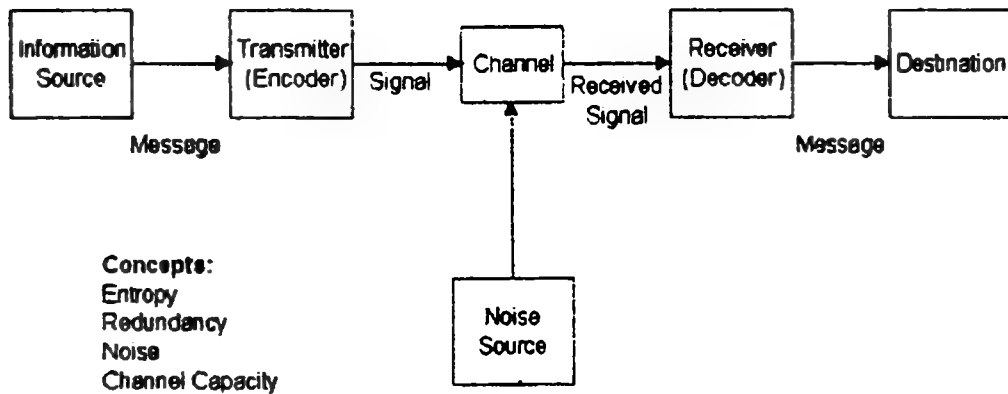 Information
Source
Transmitter
(Encoder)
Channel
Receiver
(Decoder)
Destination
Signal
Received
Signal
Message
Message
Noise
Source
Concepts:
Entropy
Redundancy
Noise
Channel Capacity